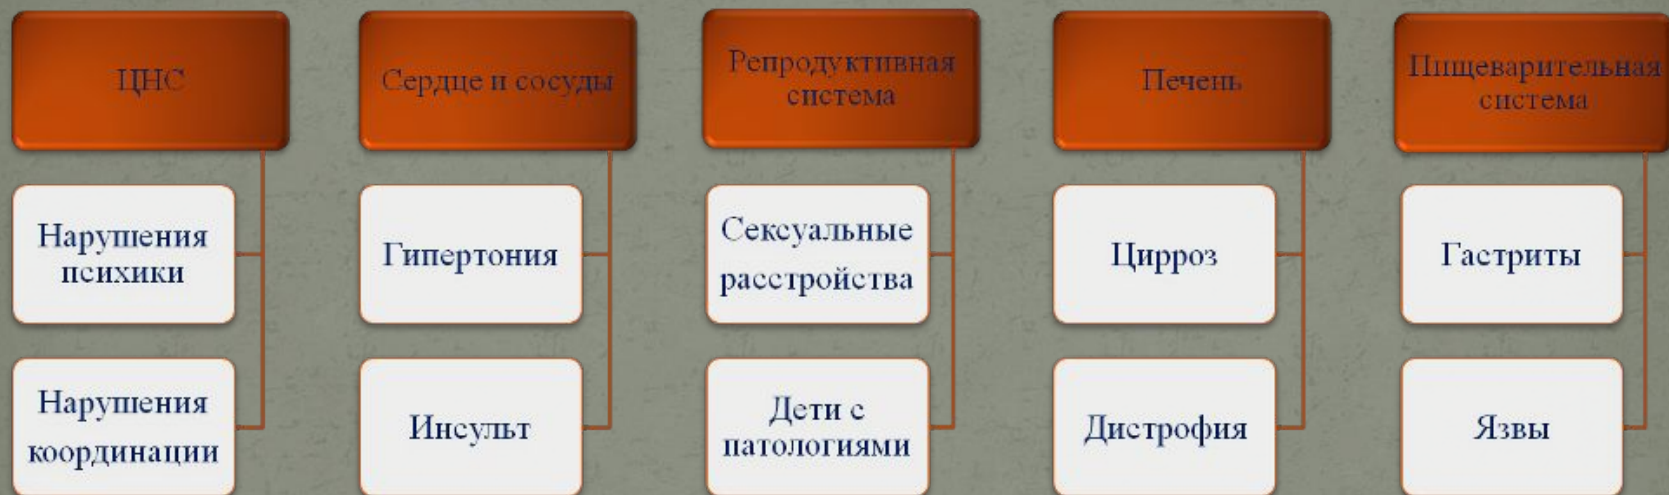 ЦНС
Нарушения
психики
Нарушения
координации
Сердце и сосуды
Гипертония
Инсульт
Репродуктивная
система
Сексуальные
расстройства
Дети с
патологиями
Печень
Цирроз
Дистрофия
Пищеварительная
система
Гастриты
Язвы